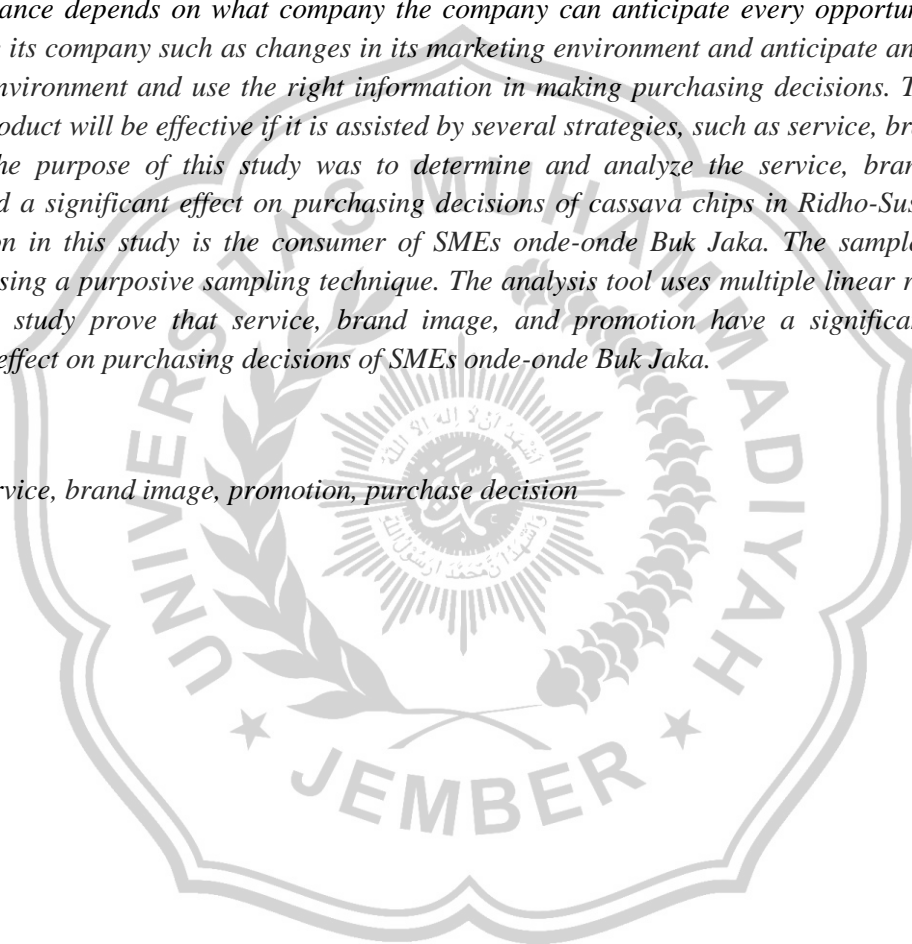 ance depends on what company the company can anticipate every opportun
its company such as changes in its marketing environment and anticipate an
nvironment and use the right information in making purchasing decisions. T
oduct will be effective if it is assisted by several strategies, such as service, br
he purpose of this study was to determine and analyze the service, bran
d a significant effect on purchasing decisions of cassava chips in Ridho-Sus
on in this study is the consumer of SMEs onde-onde Buk Jaka. The sample
sing a purposive sampling technique. The analysis tool uses multiple linear r
study prove that service, brand image, and promotion have a significa
effect on purchasing decisions of SMEs onde-onde Buk Jaka.
rvice, brand image, promotion, purchase decision
UNIVERSITAS MUHAMMADIYAH
JEMBER